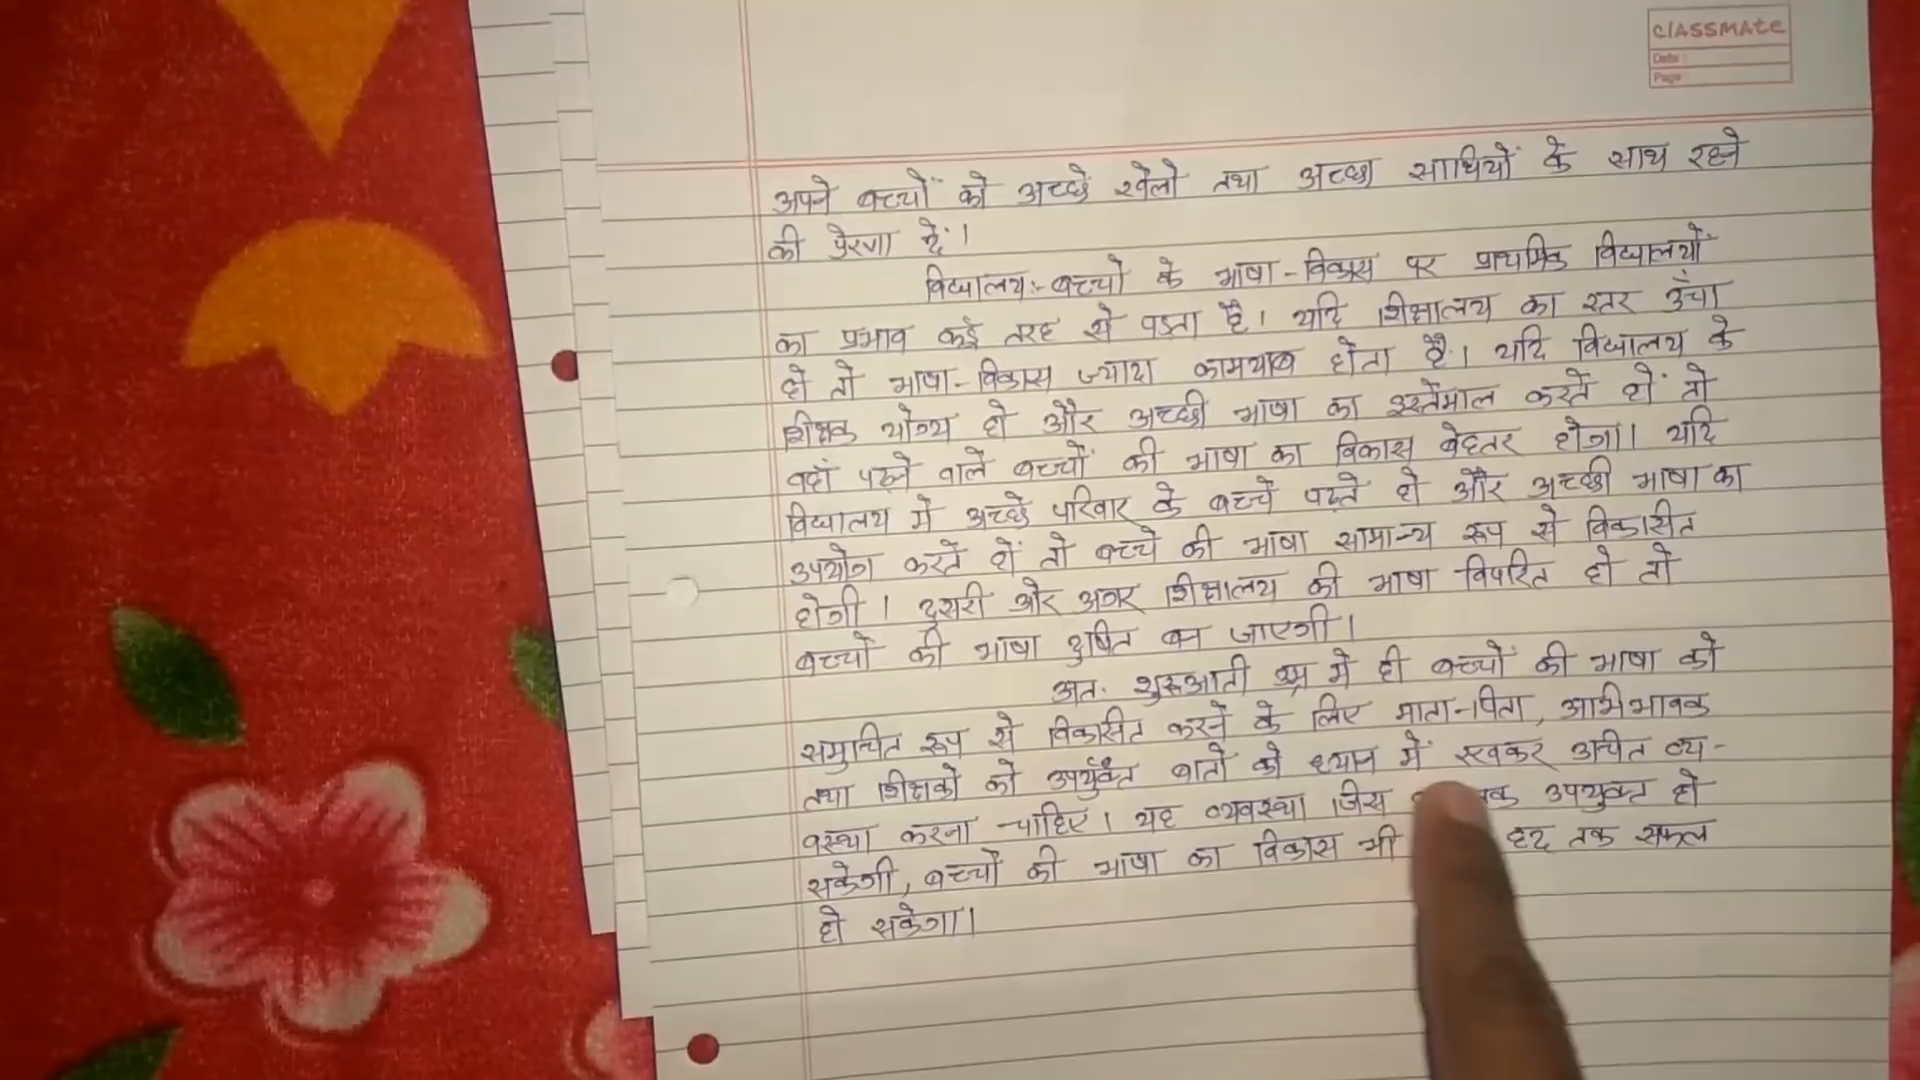 classmate
Date :
Page :
अपने बच्चों को अच्छे खेलो तथा अच्छा साथियों के साथ रहने
की प्रेरणा दें।
विद्यालय:- बच्चो के भाषा-विकास पर प्राथमिक विद्यालयों
का प्रभाव कई तरह से पड़ता है। यदि शिक्षालय का स्तर उँचा
हो तो भाषा-विकास ज्यादा कामयाब होता है। यदि विद्यालय के
शिक्षक योग्य हो और अच्छी भाषा का इस्तेमाल करते हों तो
वहाँ पढ़ने वाले बच्चों की भाषा का विकास बेहतर होगा। यदि
विद्यालय में अच्छे परिवार के बच्चे पढ़ते हो और अच्छी भाषा का
उपयोग करते हों तो बच्चे की भाषा सामान्य रूप से विकासीत
होगी। दुसरी ओर अगर शिक्षालय की भाषा विपरित हो तो
बच्चों की भाषा दुषित बन जाएगी।
अतः शुरुआती में ही बच्चों की भाषा को
समुचित रूप से विकासित करने के लिए माता-पिता, अभिभावक
तथा शिक्षको को उपर्युक्त बातों को ध्यान में रखकर उचित व्य-
वस्था करना चाहिए। यह व्यवस्था जिस तक उपयुक्त हो
सकेगी, बच्चों की भाषा का विकास भी हद तक सफल
हो सकेगा।